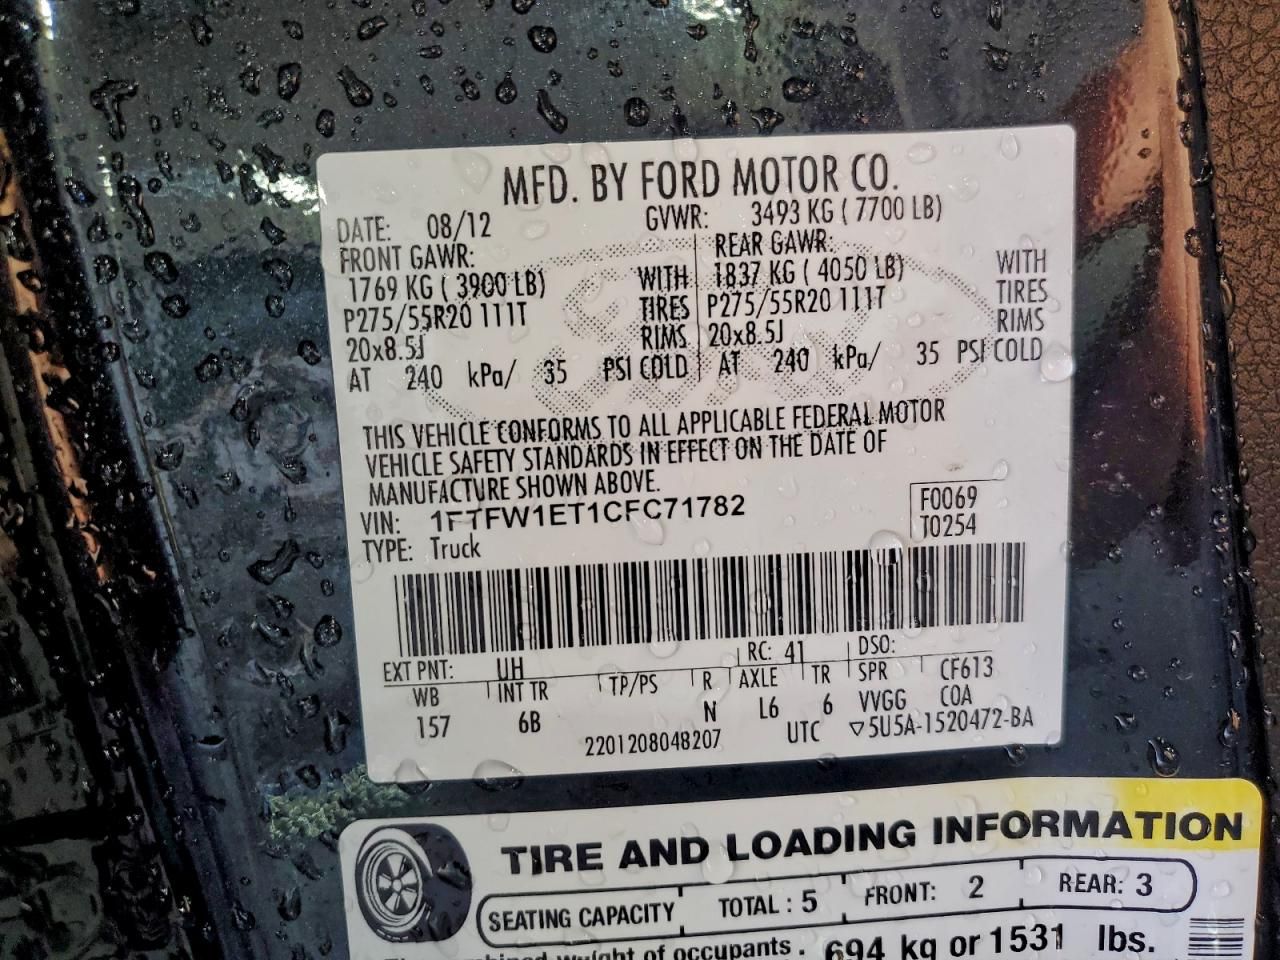 MFD. BY FORD MOTOR CO.
DATE: 08/12 GVWR: 3493 KG ( 7700 LB)
FRONT GAWR: REAR GAWR:
1769 KG ( 3900 LB) WITH 1837 KG ( 4050 LB) WITH
P275/55R20 111T TIRES P275/55R20 111T TIRES
20x8.5J RIMS 20x8.5J RIMS
AT 240 kPa/ 35 PSI COLD AT 240 kPa/ 35 PSI COLD
THIS VEHICLE CONFORMS TO ALL APPLICABLE FEDERAL MOTOR
VEHICLE SAFETY STANDARDS IN EFFECT ON THE DATE OF
MANUFACTURE SHOWN ABOVE.
VIN: 1FTFW1ET1CFC71782 F0069
TYPE: Truck T0254
EXT PNT: UH RC: 41 DSO:
WB INT TR TP/PS R AXLE TR SPR CF613
157 6B N L6 6 VVGG COA
2201208048207 UTC ▽5U5A-1520472-BA
TIRE AND LOADING INFORMATION
SEATING CAPACITY TOTAL : 5 FRONT: 2 REAR: 3
weight of occupants . 694 kg or 1531 lbs.